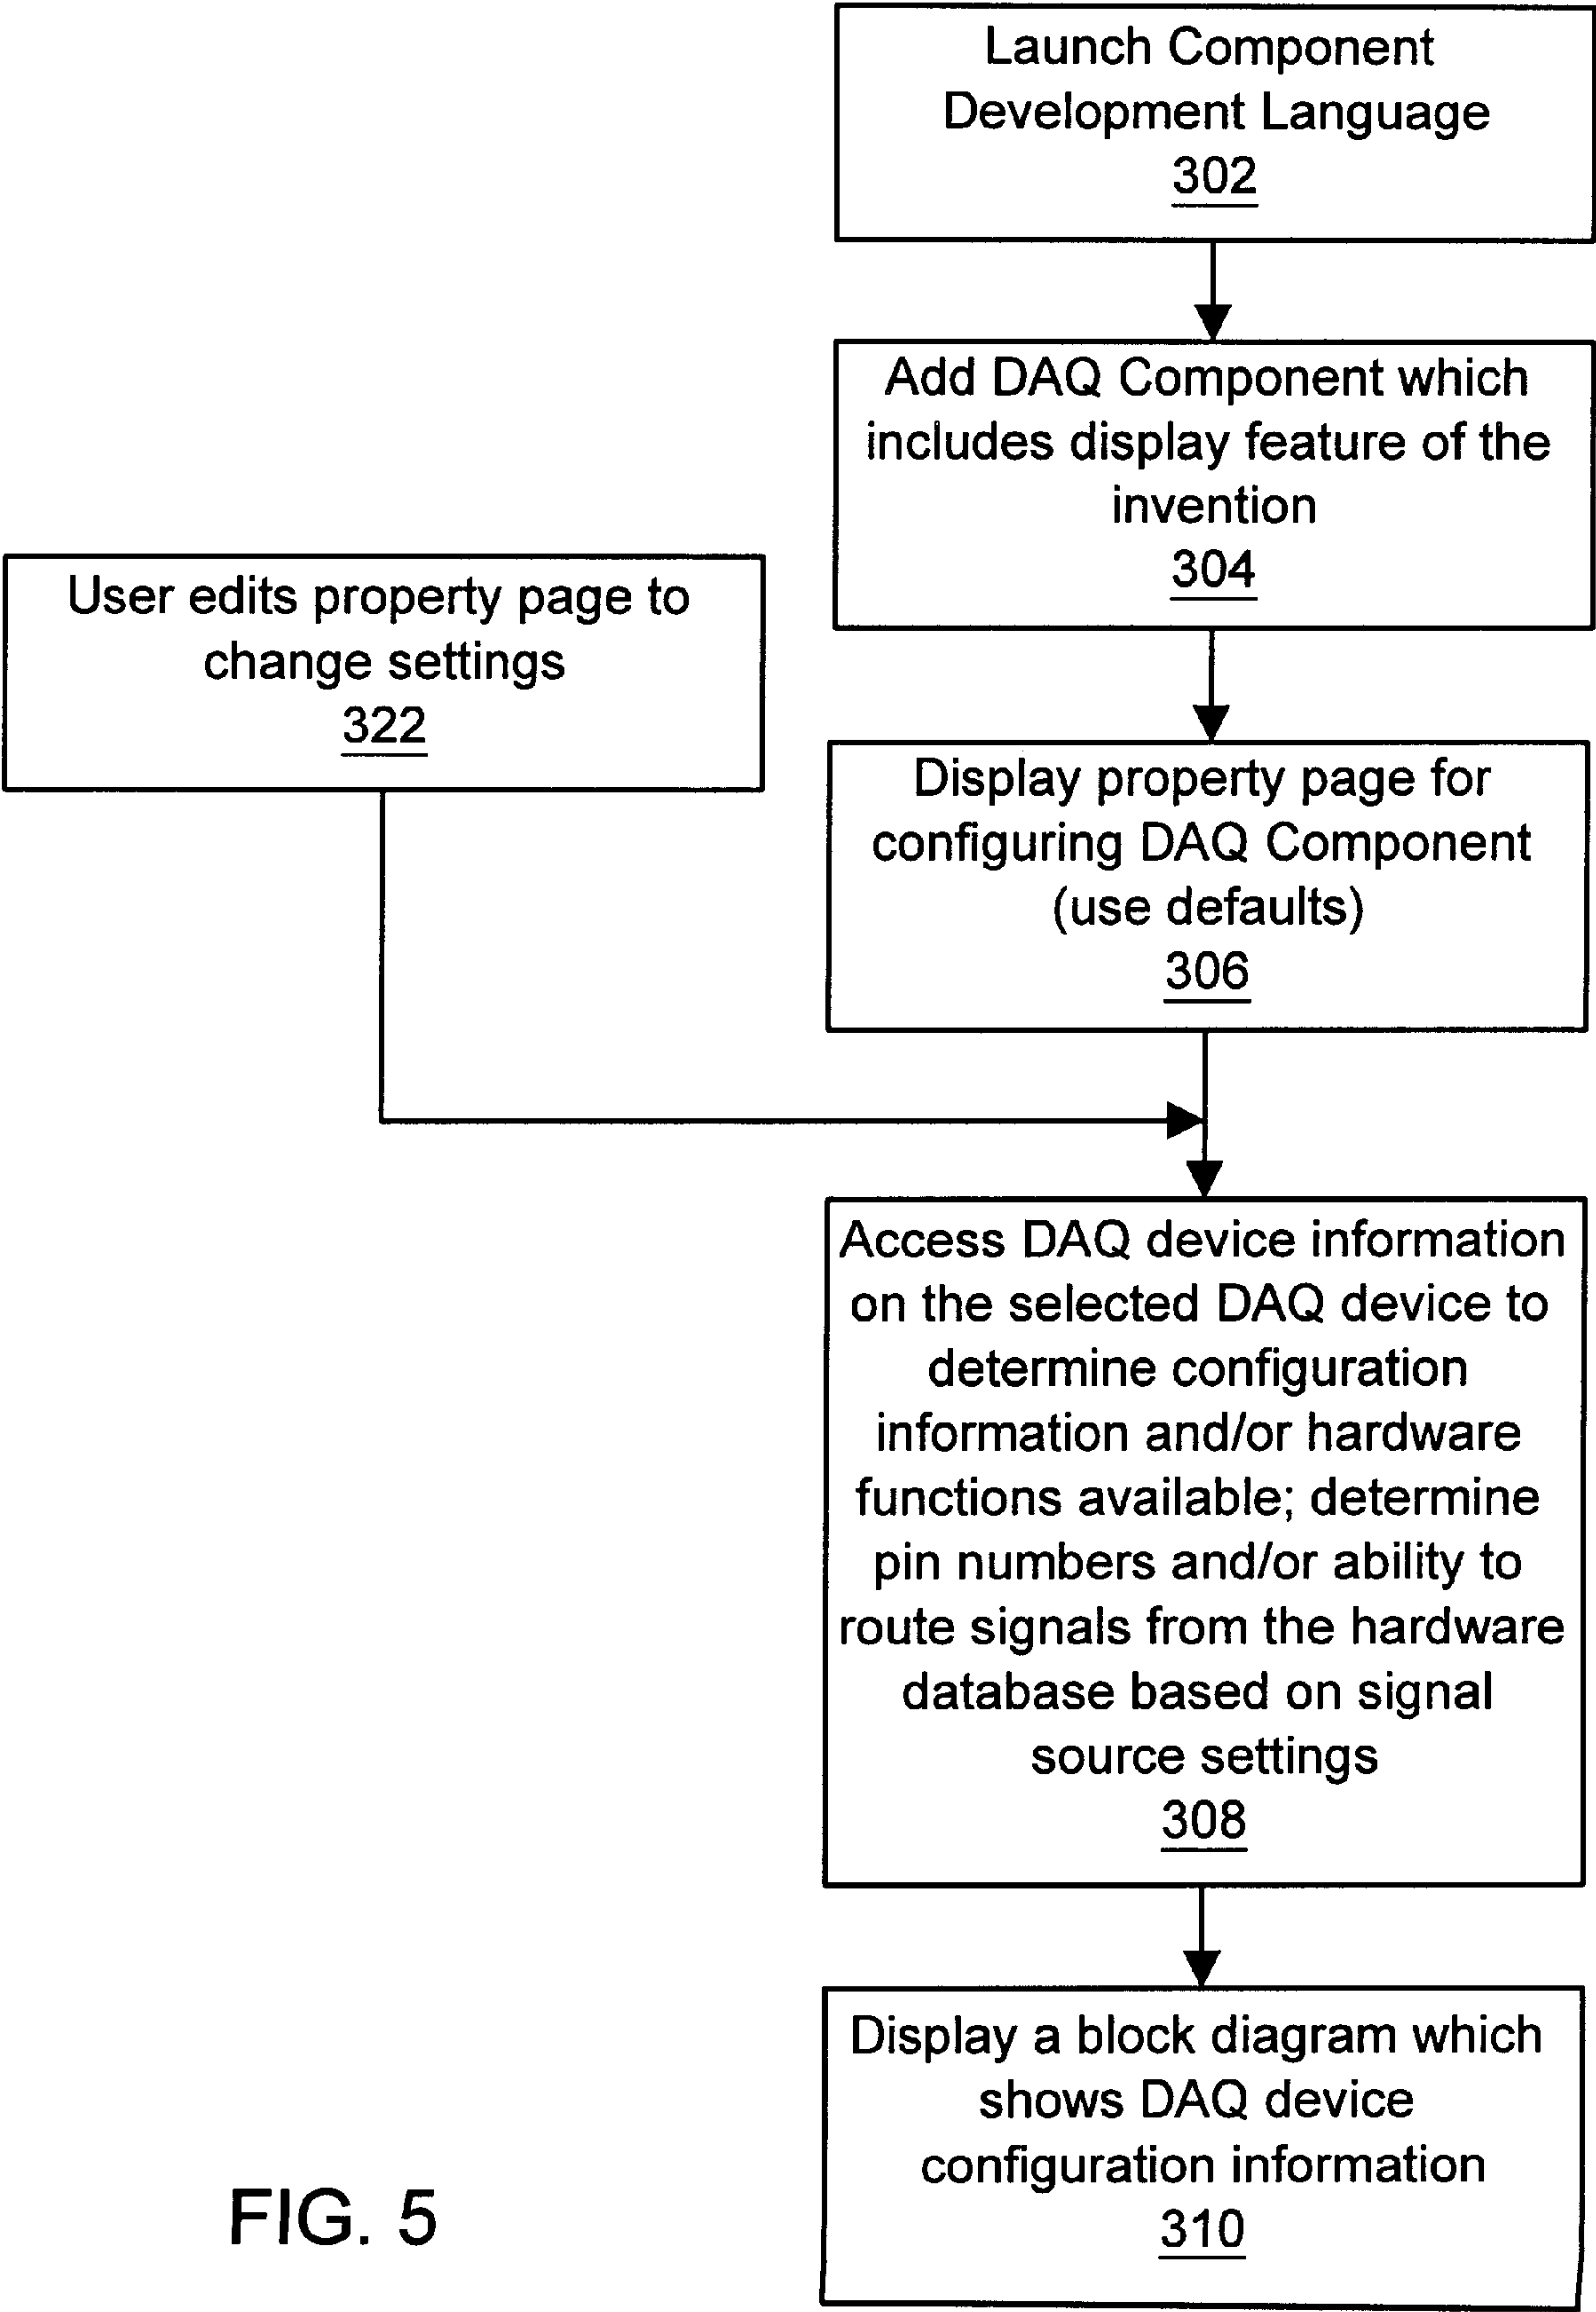 Launch Component
Development Language
302
Add DAQ Component which
includes display feature of the
invention
304
User edits property page to
change settings
322
Display property page for
configuring DAQ Component
(use defaults)
306
Access DAQ device information
on the selected DAQ device to
determine configuration
information and/or hardware
functions available; determine
pin numbers and/or ability to
route signals from the hardware
database based on signal
source settings
308
Display a block diagram which
shows DAQ device
configuration information
310
FIG. 5